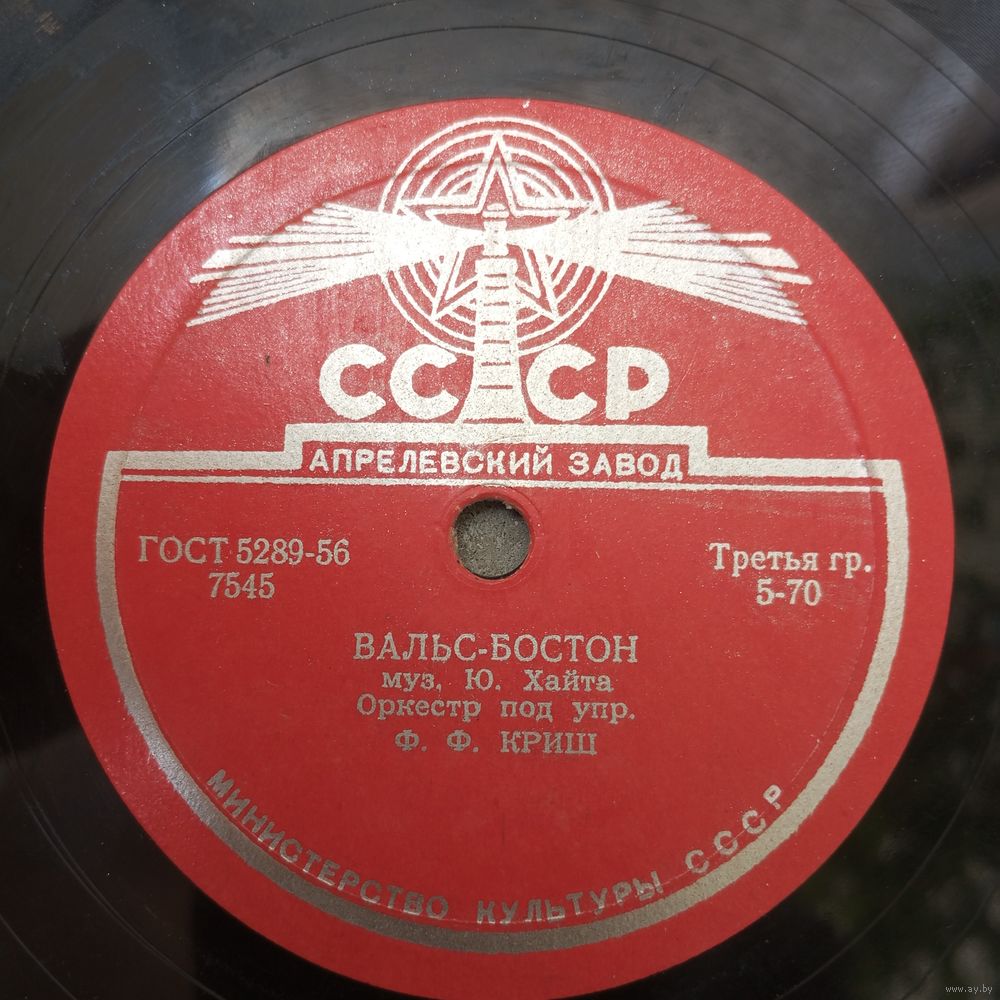 СССР
АПРЕЛЕВСКИЙ ЗАВОД
ГОСТ 5289-56
7545
Третья гр.
5-70
ВАЛЬС-БОСТОН
муз. Ю. Хайта
Оркестр под упр.
Ф. Ф. КРИШ
МИНИСТЕРСТВО КУЛЬТУРЫ СССР
www.ay.by